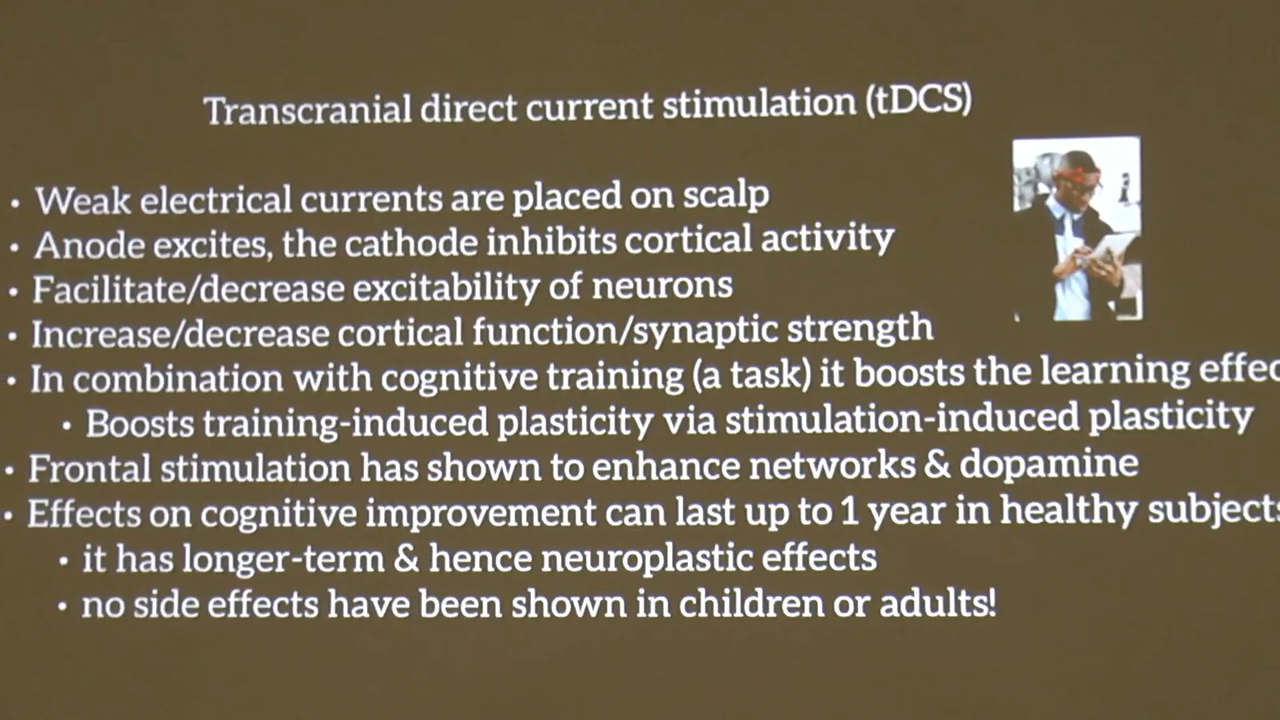 Transcranial direct current stimulation (tDCS)
• Weak electrical currents are placed on scalp
• Anode excites, the cathode inhibits cortical activity
• Facilitate/decrease excitability of neurons
• Increase/decrease cortical function/synaptic strength
• In combination with cognitive training (a task) it boosts the learning effec
• Boosts training-induced plasticity via stimulation-induced plasticity
• Frontal stimulation has shown to enhance networks & dopamine
• Effects on cognitive improvement can last up to 1 year in healthy subjects
• it has longer-term & hence neuroplastic effects
• no side effects have been shown in children or adults!